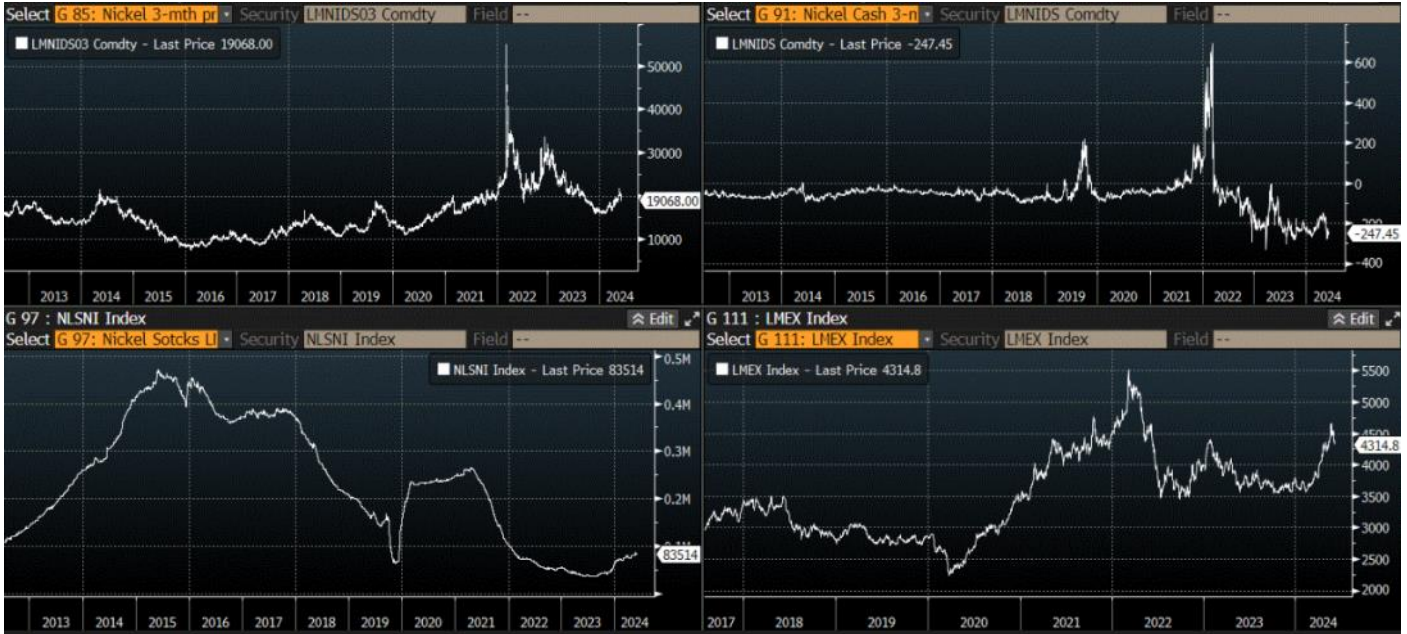 Select G 85: Nickel 3-mth pr Security LMNIDS03 Comdty Field --
LMNIDS03 Comdty - Last Price 19068.00
50000
40000
30000
19068.00
10000
2013 2014 2015 2016 2017 2018 2019 2020 2021 2022 2023 2024
Select G 91: Nickel Cash 3-n Security LMNIDS Comdty Field --
LMNIDS Comdty - Last Price -247.45
600
400
200
0
-200
-247.45
-400
2013 2014 2015 2016 2017 2018 2019 2020 2021 2022 2023 2024
G 97 : NLSNI Index Edit
Select G 97: Nickel Sotcks LI Security NLSNI Index Field --
NLSNI Index - Last Price 83514
0.5M
0.4M
0.3M
0.2M
0.1M
83514
2013 2014 2015 2016 2017 2018 2019 2020 2021 2022 2023 2024
G 111 : LMEX Index Edit
Select G 111: LMEX Index Security LMEX Index Field --
LMEX Index - Last Price 4314.8
5500
5000
4500
4314.8
4000
3500
3000
2500
2000
2017 2018 2019 2020 2021 2022 2023 2024